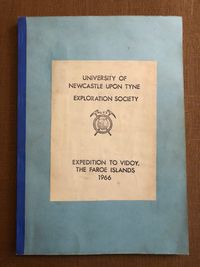 UNIVERSITY OF
NEWCASTLE UPON TYNE
EXPLORATION SOCIETY
EXPEDITION TO VIDOY,
THE FAROE ISLANDS
1966